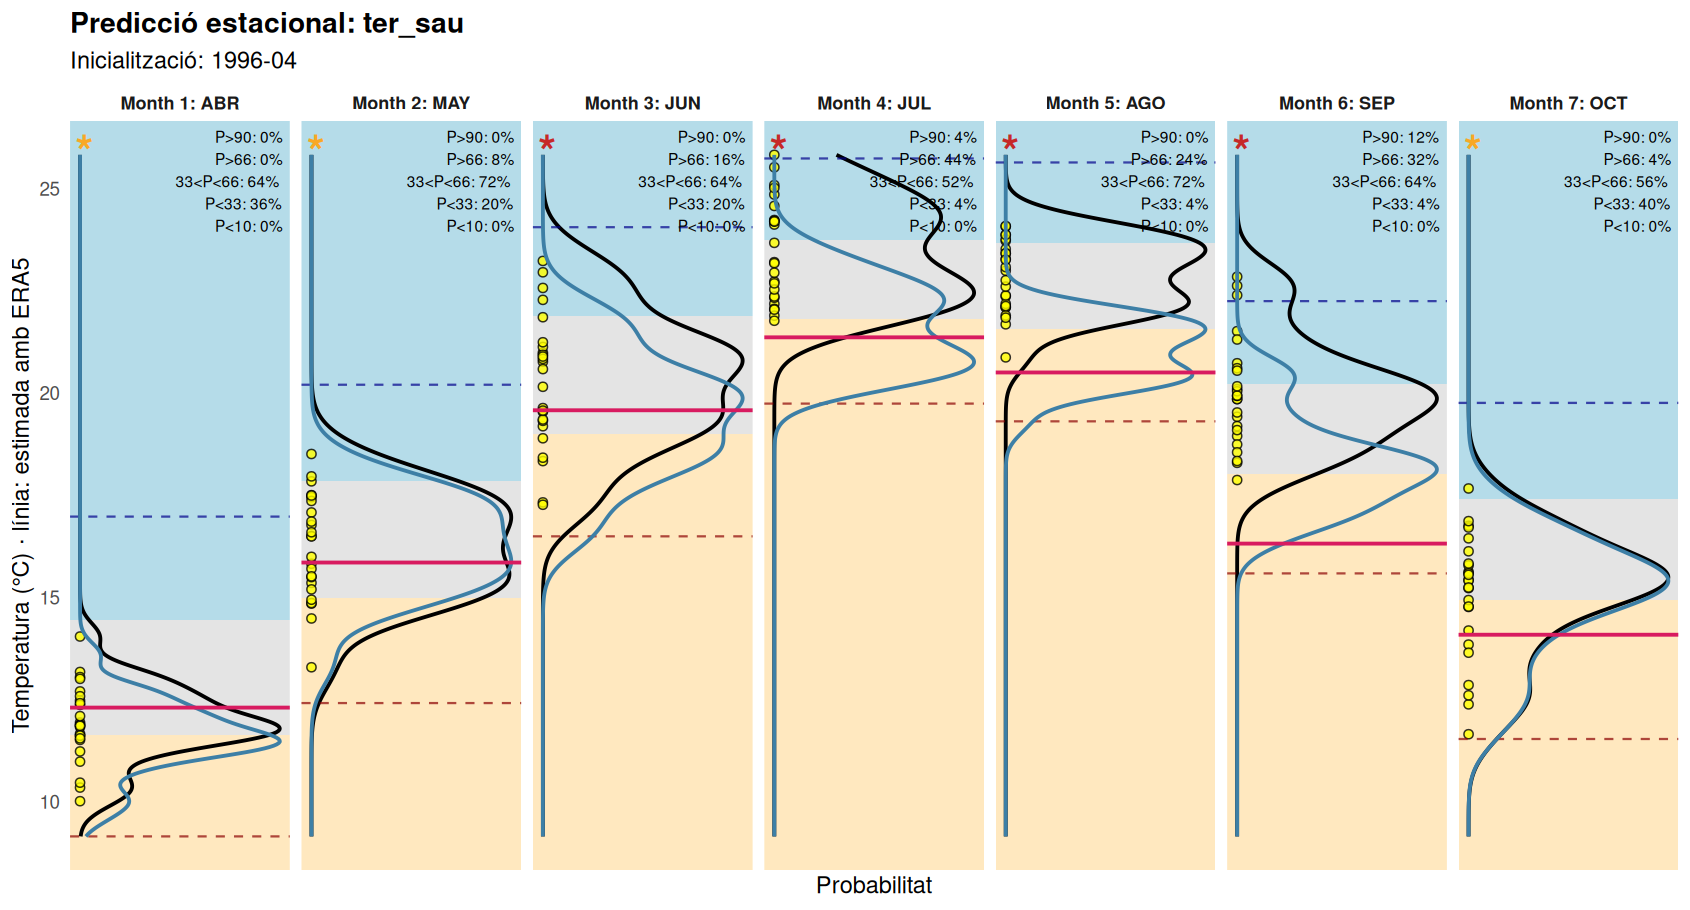 Predicció estacional: ter_sau
Inicialització: 1996-04
Month 1: ABR
Month 2: MAY
Month 3: JUN
Month 4: JUL
Month 5: AGO
Month 6: SEP
Month 7: OCT
P>90: 0%
P>66: 0%
33<P<66: 64%
P<33: 36%
P<10: 0%
P>90: 0%
P>66: 8%
33<P<66: 72%
P<33: 20%
P<10: 0%
P>90: 0%
P>66: 16%
33<P<66: 64%
P<33: 20%
P<10: 0%
P>90: 4%
P>66: 44%
33<P<66: 52%
P<33: 4%
P<10: 0%
P>90: 0%
P>66: 24%
33<P<66: 72%
P<33: 4%
P<10: 0%
P>90: 12%
P>66: 32%
33<P<66: 64%
P<33: 4%
P<10: 0%
P>90: 0%
P>66: 4%
33<P<66: 56%
P<33: 40%
P<10: 0%
25
20
15
10
Temperatura (°C) · línia: estimada amb ERA5
Probabilitat